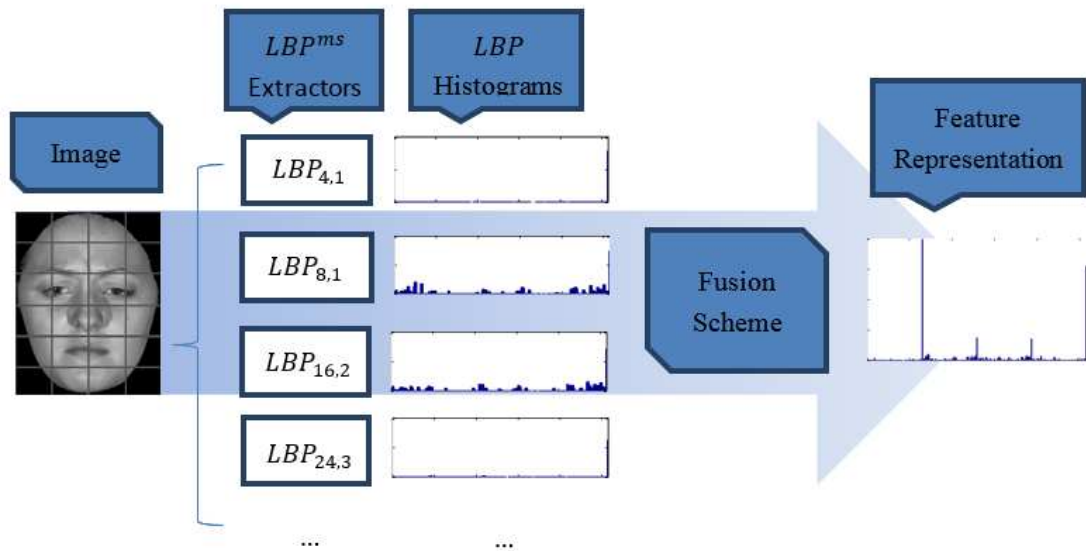 LBP^ms
Extractors
LBP
Histograms
Image
Feature
Representation
LBP_4,1
LBP_8,1
LBP_16,2
LBP_24,3
...
...
Fusion
Scheme